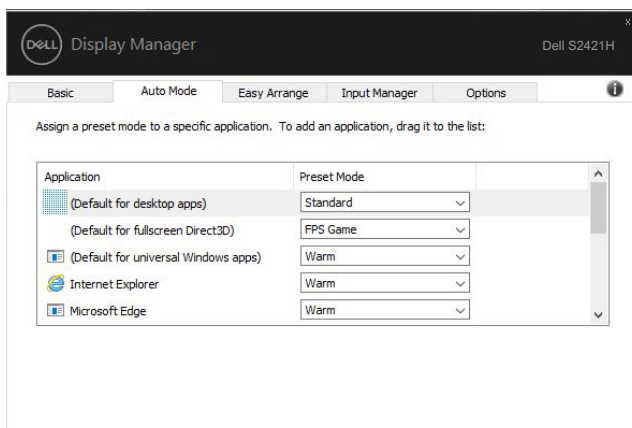 DELL Display Manager
Dell S2421H
Basic Auto Mode Easy Arrange Input Manager Options
Assign a preset mode to a specific application. To add an application, drag it to the list:
Application Preset Mode
(Default for desktop apps) Standard
(Default for fullscreen Direct3D) FPS Game
(Default for universal Windows apps) Warm
Internet Explorer Warm
Microsoft Edge Warm